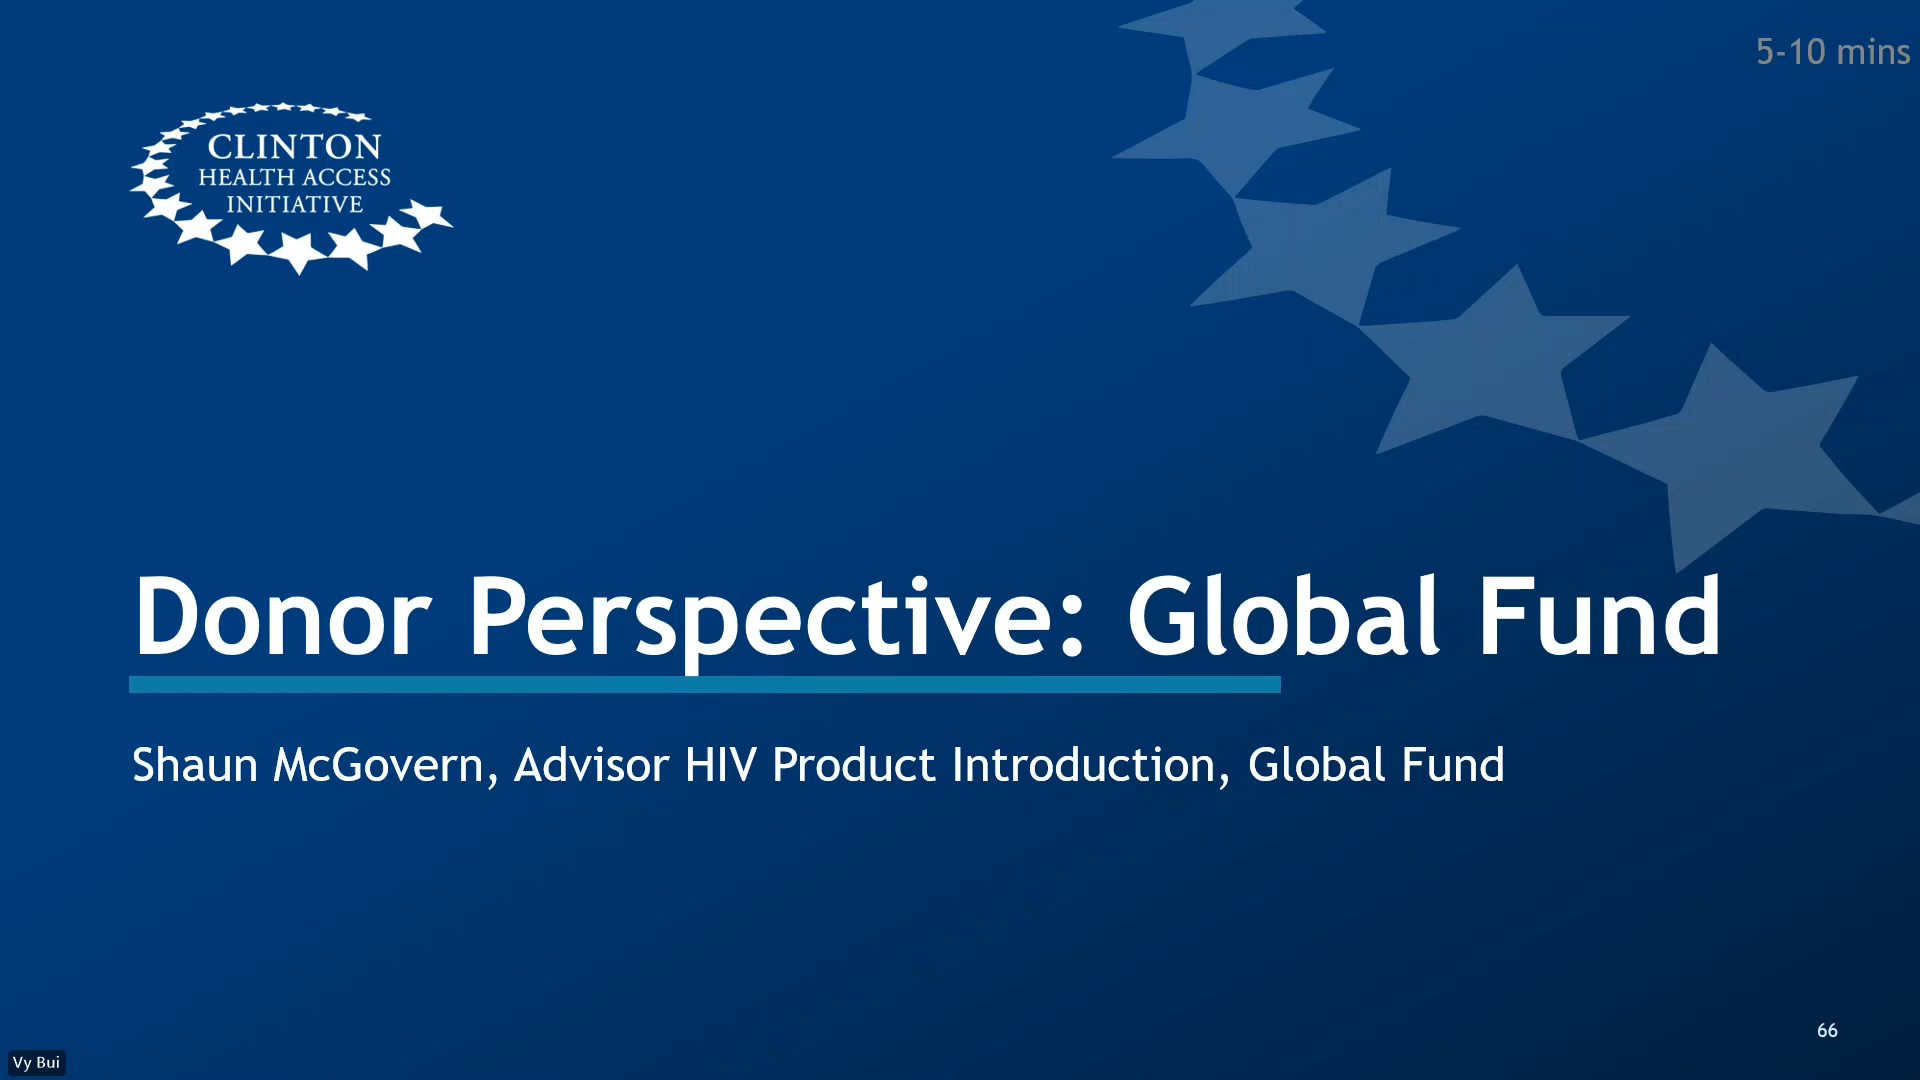 5-10 mins
CLINTON
HEALTH ACCESS
INITIATIVE
Donor Perspective: Global Fund
Shaun McGovern, Advisor HIV Product Introduction, Global Fund
66
Vy Bui